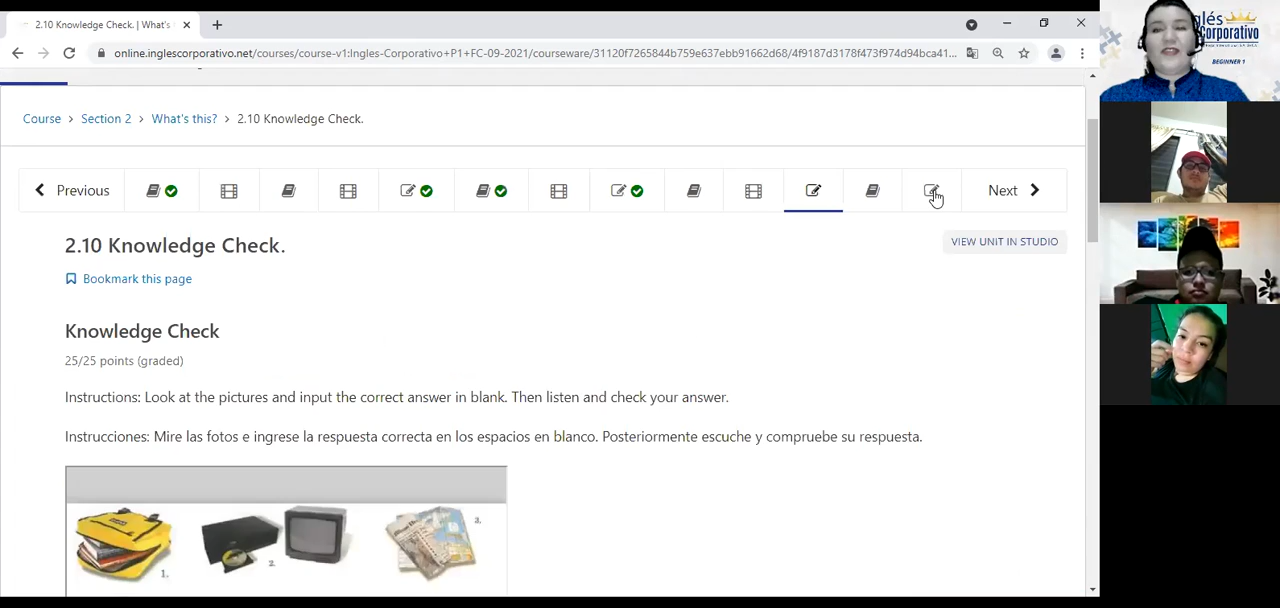 2.10 Knowledge Check. | What's
online.inglescorporativo.net/courses/course-v1:Ingles-Corporativo+P1+FC-09-2021/courseware/31120f7265844b759e637ebb91662d68/4f9187d3178f473f974d94bca41...
Course > Section 2 > What's this? > 2.10 Knowledge Check.
Previous
Next
2.10 Knowledge Check.
VIEW UNIT IN STUDIO
Bookmark this page
Knowledge Check
25/25 points (graded)
Instructions: Look at the pictures and input the correct answer in blank. Then listen and check your answer.
Instrucciones: Mire las fotos e ingrese la respuesta correcta en los espacios en blanco. Posteriormente escuche y compruebe su respuesta.
1.
2.
3.
glés
Corporativo
BEGINNER 1